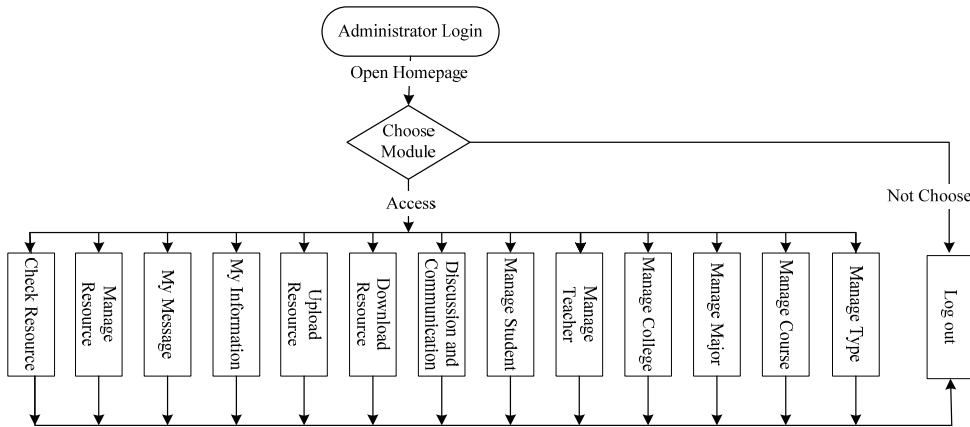 Administrator Login
Open Homepage
Choose
Module
Access
Not Choose
Check Resource
Manage
Resource
My Message
My Information
Upload
Resource
Download
Resource
Discussion and
Communication
Manage Student
Manage
Teacher
Manage College
Manage Major
Manage Course
Manage Type
Log out